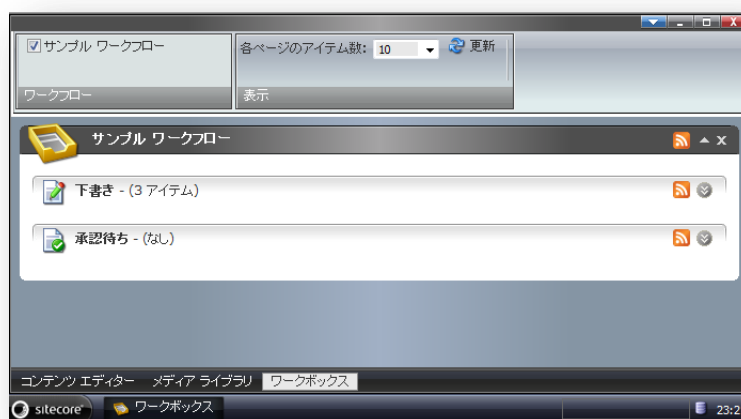 サンプル ワークフロー
各ページのアイテム数: 10 更新
ワークフロー
表示
サンプル ワークフロー
下書き - (3 アイテム)
承認待ち - (なし)
コンテンツ エディター メディア ライブラリ ワークボックス
sitecore ワークボックス